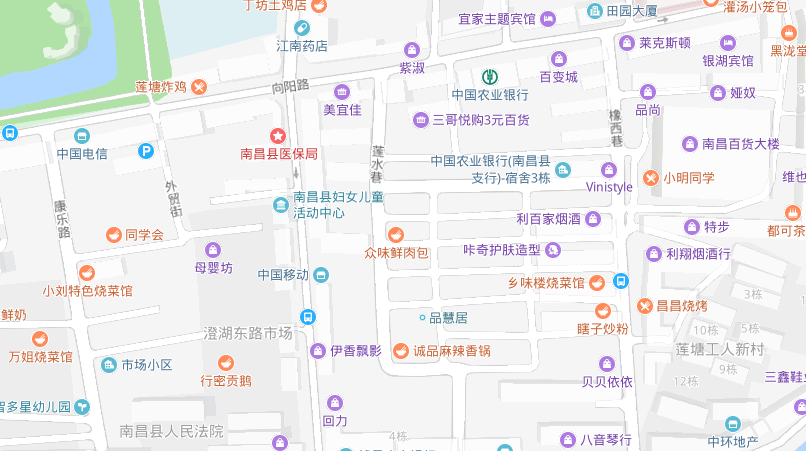 丁坊土鸡店
灌汤小笼包
宜家主题宾馆
田园大厦
江南药店
莱克斯顿
黑泷堂
紫淑
银湖宾馆
百变城
莲塘炸鸡
向阳路
中国农业银行
美宜佳
品尚
娅奴
三哥悦购3元百货
橡西巷
中国电信
南昌县医保局
莲水巷
南昌百货大楼
中国农业银行(南昌县
支行)-宿舍3栋
Vinistyle
小明同学
维也
外贸街
南昌县妇女儿童
活动中心
康乐路
利百家烟酒
特步
都可茶
同学会
母婴坊
众味鲜肉包
咔奇护肤造型
利翔烟酒行
小刘特色烧菜馆
中国移动
乡味楼烧菜馆
3栋
昌昌烧烤
鲜奶
品慧居
瞎子炒粉
10栋
5栋
澄湖东路市场
万姐烧菜馆
伊香飘影
诚品麻辣香锅
莲塘工人新村
市场小区
行密贡鹅
贝贝依依
9栋
12栋
三鑫鞋业
智多星幼儿园
回力
南昌县人民法院
4栋
八音琴行
中环地产